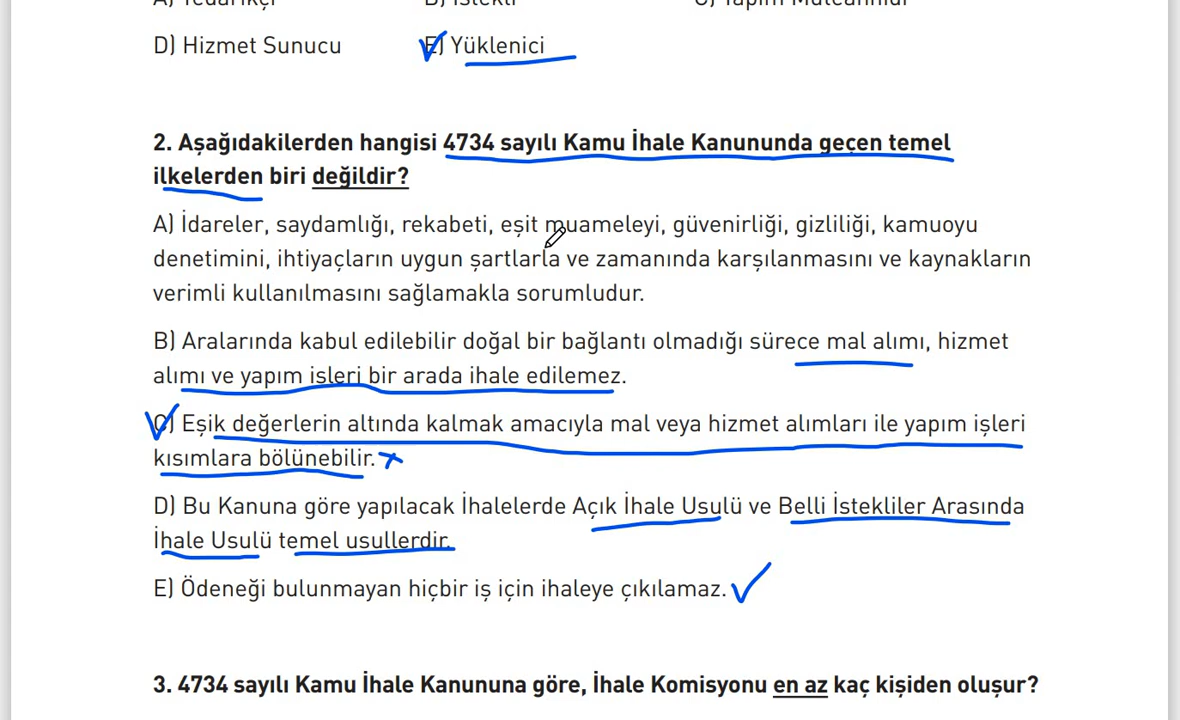 A) Tedarikçi B) İstekli C) Yapım Müteahhidi
D) Hizmet Sunucu E) Yüklenici
2. Aşağıdakilerden hangisi 4734 sayılı Kamu İhale Kanununda geçen temel
ilkelerden biri değildir?
A) İdareler, saydamlığı, rekabeti, eşit muameleyi, güvenirliği, gizliliği, kamuoyu
denetimini, ihtiyaçların uygun şartlarla ve zamanında karşılanmasını ve kaynakların
verimli kullanılmasını sağlamakla sorumludur.
B) Aralarında kabul edilebilir doğal bir bağlantı olmadığı sürece mal alımı, hizmet
alımı ve yapım işleri bir arada ihale edilemez.
C) Eşik değerlerin altında kalmak amacıyla mal veya hizmet alımları ile yapım işleri
kısımlara bölünebilir.
D) Bu Kanuna göre yapılacak İhalelerde Açık İhale Usulü ve Belli İstekliler Arasında
İhale Usulü temel usullerdir.
E) Ödeneği bulunmayan hiçbir iş için ihaleye çıkılamaz.
3. 4734 sayılı Kamu İhale Kanununa göre, İhale Komisyonu en az kaç kişiden oluşur?